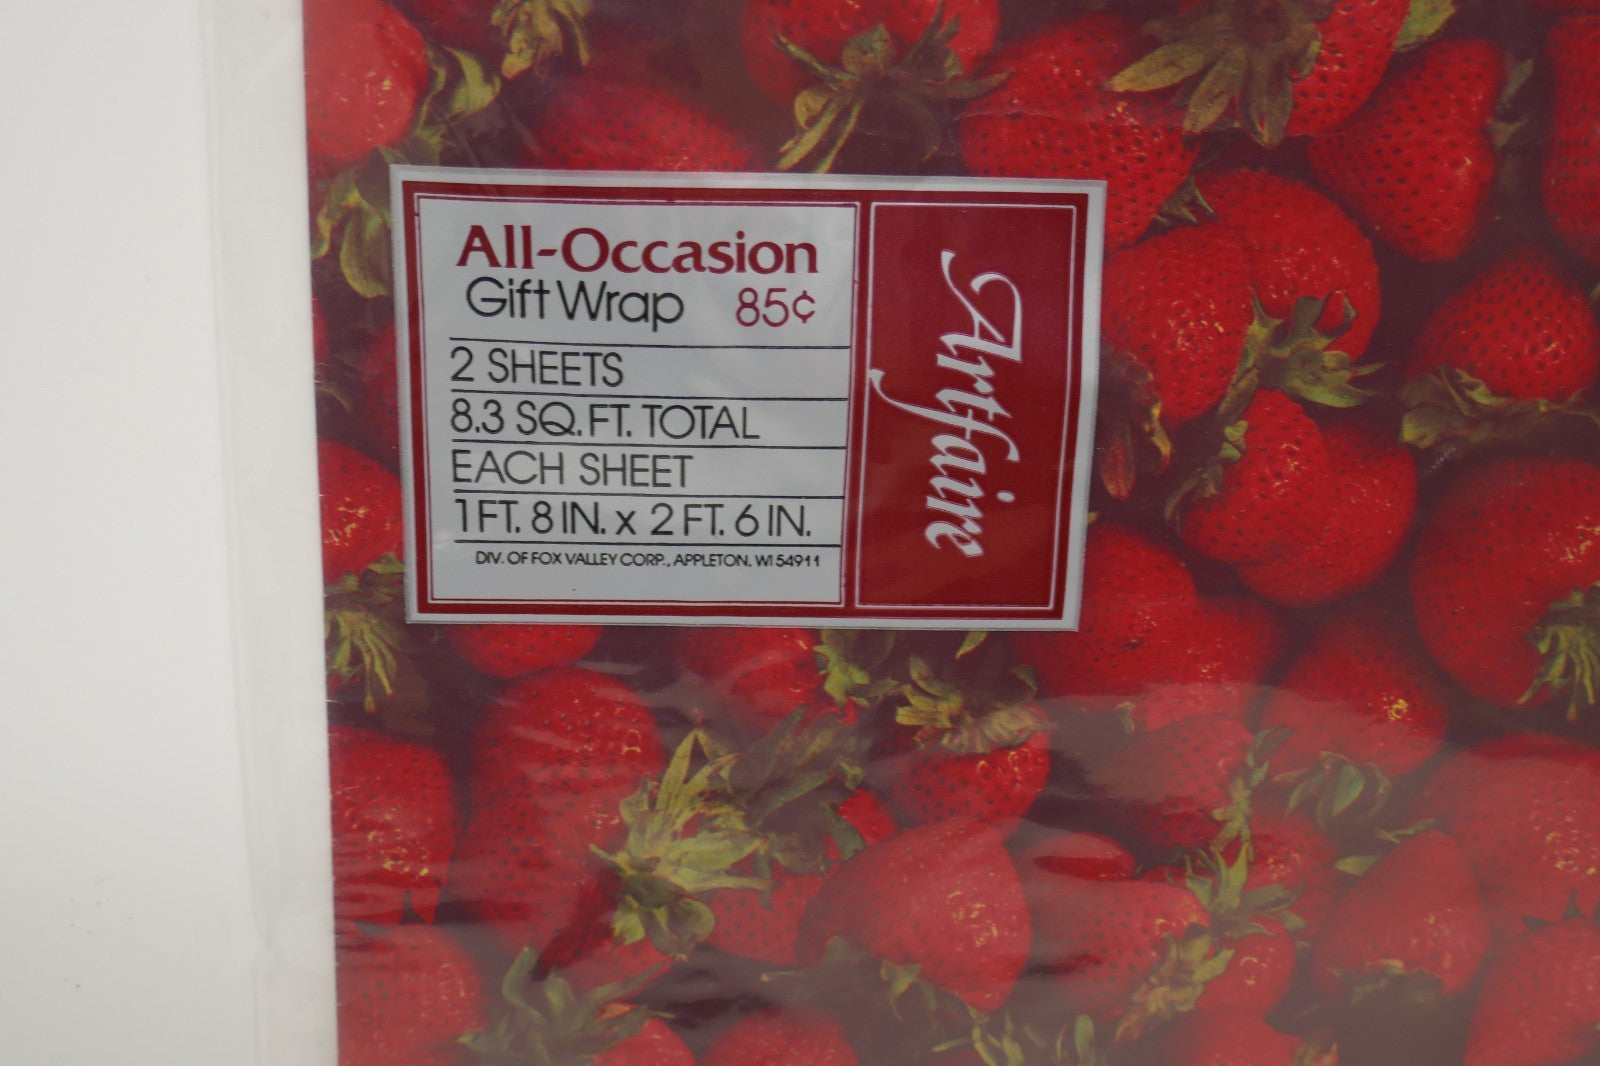 All-Occasion
Gift Wrap 85¢
2 SHEETS
8.3 SQ. FT. TOTAL
EACH SHEET
1 FT. 8 IN. x 2 FT. 6 IN.
DIV. OF FOX VALLEY CORP., APPLETON, WI 54911
Artfaire